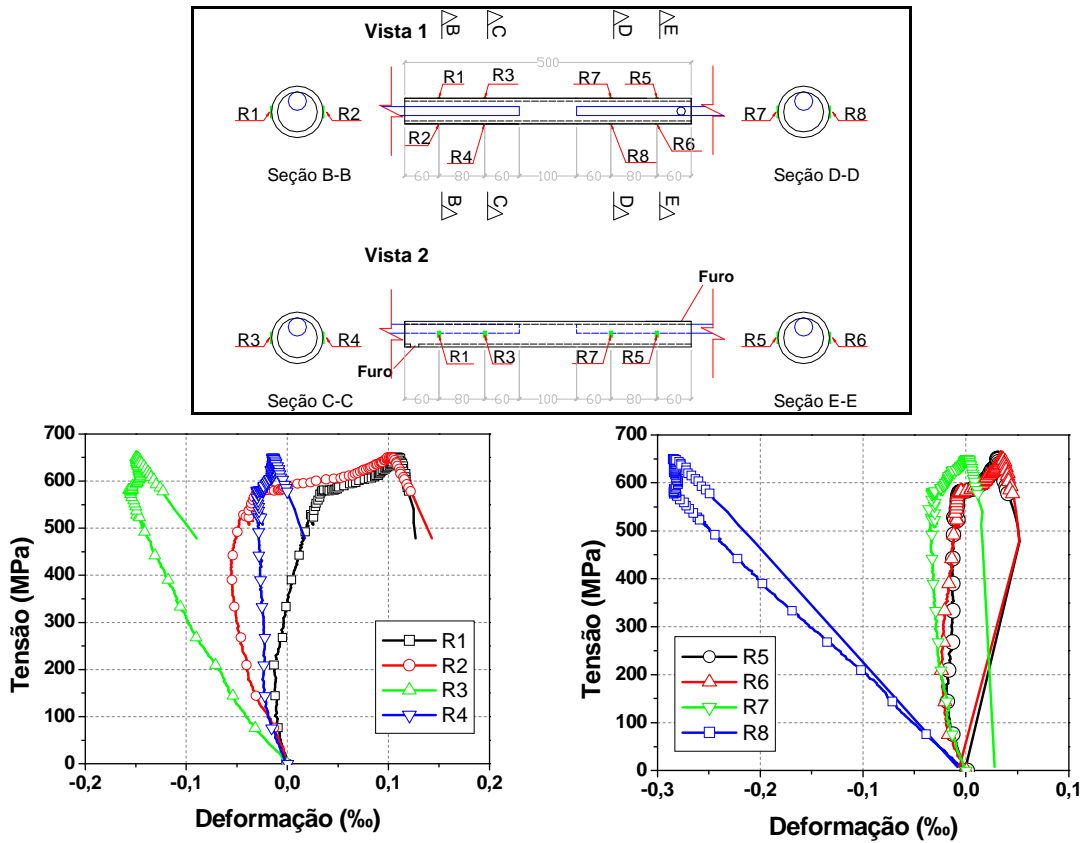 Vista 1
B C D E
500
R1 R3 R7 R5
R1 R2
R7 R8
R2 R4 R8 R6
Seção B-B
Seção D-D
60 80 60 100 60 80 60
B C D E
Vista 2
Furo
R3 R4
R5 R6
R1 R3 R7 R5
Furo
Seção C-C
Seção E-E
60 80 60 100 60 80 60
700
600
500
400
300
200
100
0
Tensão (MPa)
R1
R2
R3
R4
-0,2 -0,1 0,0 0,1 0,2
Deformação (‰)
700
600
500
400
300
200
100
0
Tensão (MPa)
R5
R6
R7
R8
-0,3 -0,2 -0,1 0,0 0,1
Deformação (‰)